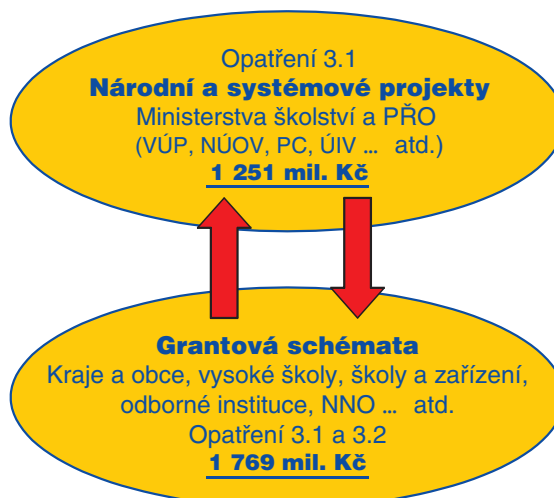 Opatření 3.1
Národní a systémové projekty
Ministerstva školství a PŘO
(VÚP, NÚOV, PC, ÚIV ... atd.)
1 251 mil. Kč
Grantová schémata
Kraje a obce, vysoké školy, školy a zařízení,
odborné instituce, NNO ... atd.
Opatření 3.1 a 3.2
1 769 mil. Kč